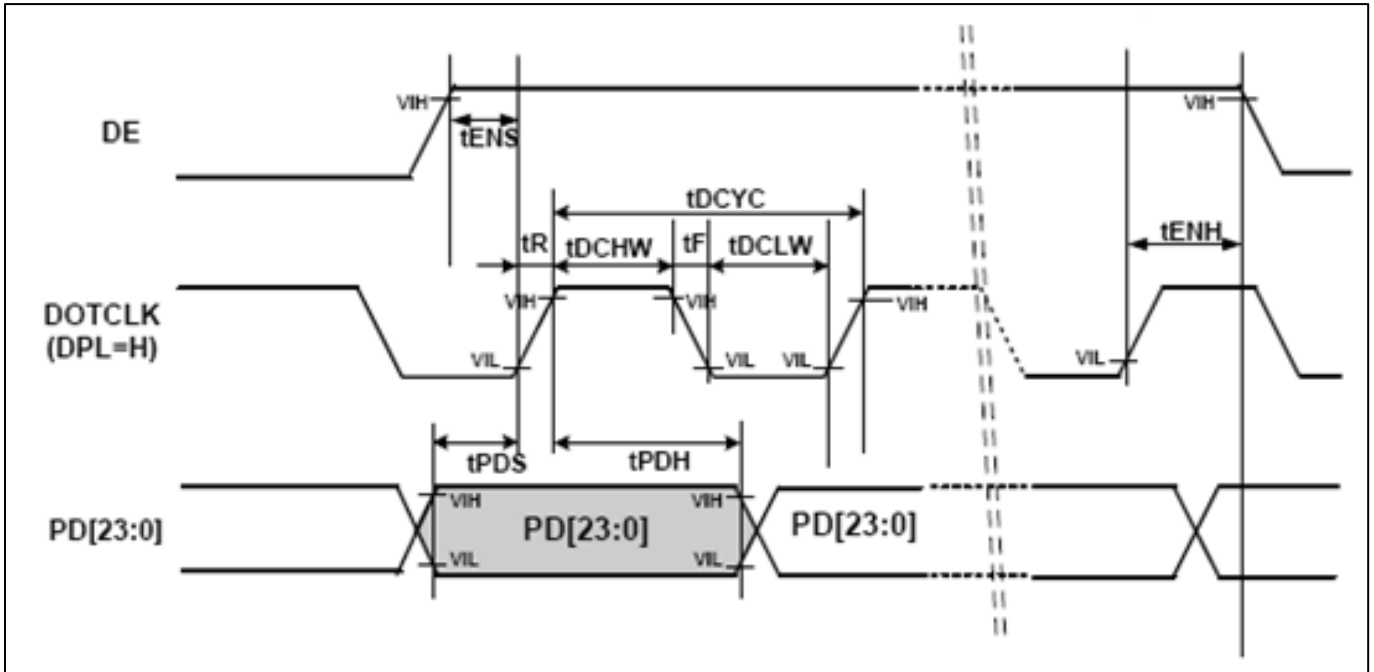 VIH
VIH
DE
tENS
tDCYC
tR
tDCHW
tF
tDCLW
tENH
VIH
VIH
VIH
DOTCLK
(DPL=H)
VIL
VIL
VIL
VIL
tPDS
tPDH
VIH
VIH
PD[23:0]
PD[23:0]
PD[23:0]
VIL
VIL